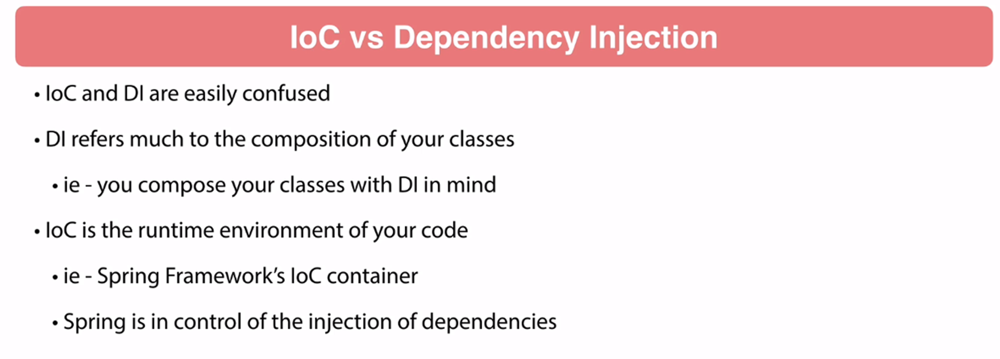 IoC vs Dependency Injection
• IoC and DI are easily confused
• DI refers much to the composition of your classes
• ie - you compose your classes with DI in mind
• IoC is the runtime environment of your code
• ie - Spring Framework’s IoC container
• Spring is in control of the injection of dependencies